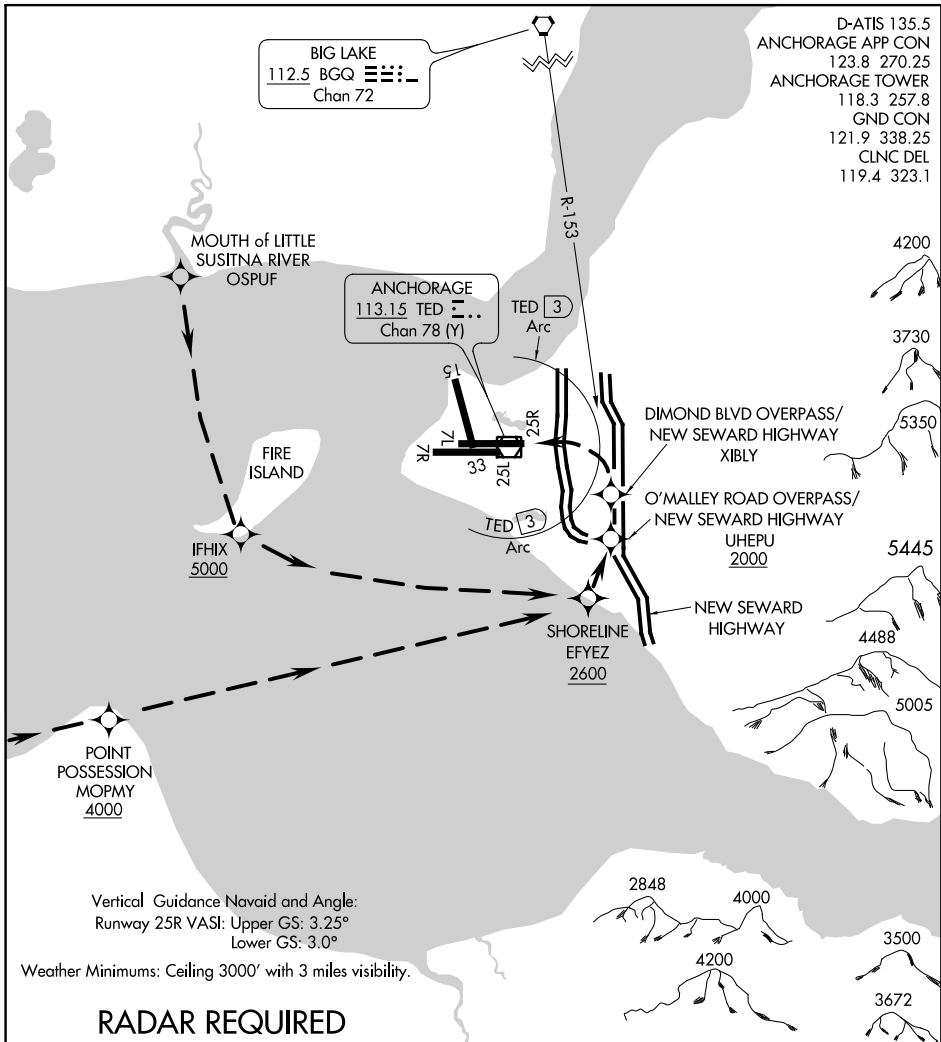 D-ATIS 135.5
ANCHORAGE APP CON
123.8 270.25
ANCHORAGE TOWER
118.3 257.8
GND CON
121.9 338.25
CLNC DEL
119.4 323.1
BIG LAKE
112.5 BGQ
Chan 72
R-153
MOUTH of LITTLE
SUSITNA RIVER
OSPUF
ANCHORAGE
113.15 TED
Chan 78 (Y)
TED 3
Arc
4200
3730
5350
15
7L
7R
33
25L
25R
FIRE
ISLAND
DIMOND BLVD OVERPASS/
NEW SEWARD HIGHWAY
XIBLY
TED 3
Arc
O'MALLEY ROAD OVERPASS/
NEW SEWARD HIGHWAY
UHEPU
2000
IFHIX
5000
5445
SHORELINE
EFYEZ
2600
NEW SEWARD
HIGHWAY
4488
5005
POINT
POSSESSION
MOPMY
4000
Vertical Guidance Navaid and Angle:
Runway 25R VASI: Upper GS: 3.25°
Lower GS: 3.0°
Weather Minimums: Ceiling 3000' with 3 miles visibility.
RADAR REQUIRED
2848
4000
4200
3500
3672